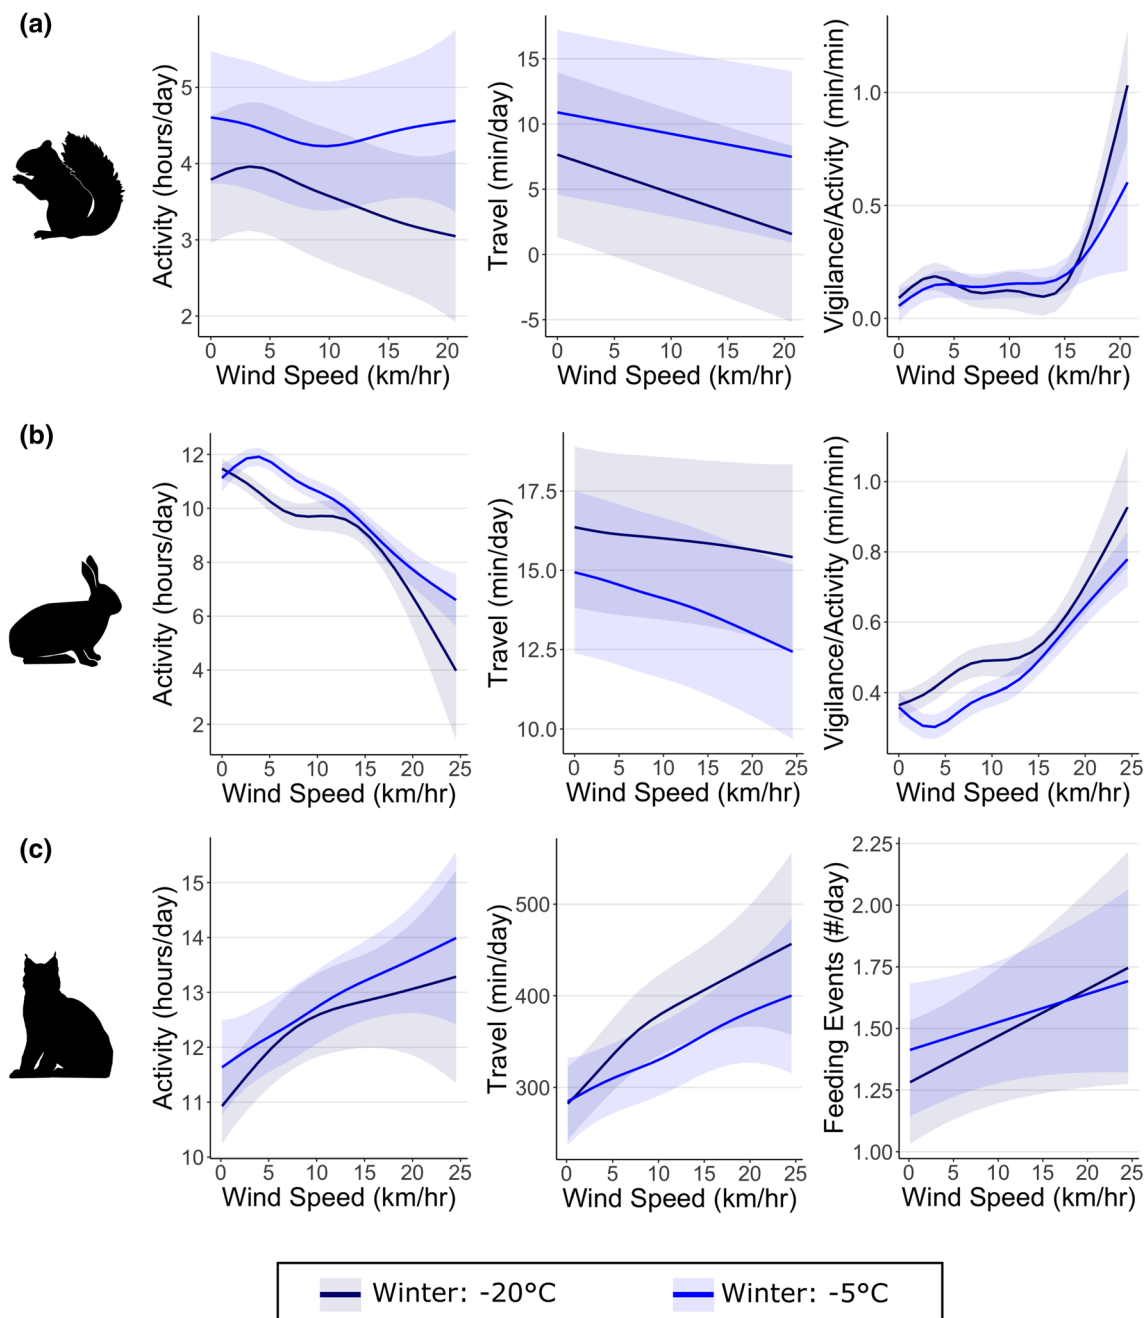 (a)
Activity (hours/day)
5
4
3
2
0 5 10 15 20
Wind Speed (km/hr)
Travel (min/day)
15
10
5
0
-5
0 5 10 15 20
Wind Speed (km/hr)
Vigilance/Activity (min/min)
1.0
0.5
0.0
0 5 10 15 20
Wind Speed (km/hr)
(b)
Activity (hours/day)
12
10
8
6
4
2
0 5 10 15 20 25
Wind Speed (km/hr)
Travel (min/day)
17.5
15.0
12.5
10.0
0 5 10 15 20 25
Wind Speed (km/hr)
Vigilance/Activity (min/min)
1.0
0.8
0.6
0.4
0 5 10 15 20 25
Wind Speed (km/hr)
(c)
Activity (hours/day)
15
14
13
12
11
10
0 5 10 15 20 25
Wind Speed (km/hr)
Travel (min/day)
500
400
300
0 5 10 15 20 25
Wind Speed (km/hr)
Feeding Events (#/day)
2.25
2.00
1.75
1.50
1.25
1.00
0 5 10 15 20 25
Wind Speed (km/hr)
Winter: -20°C Winter: -5°C